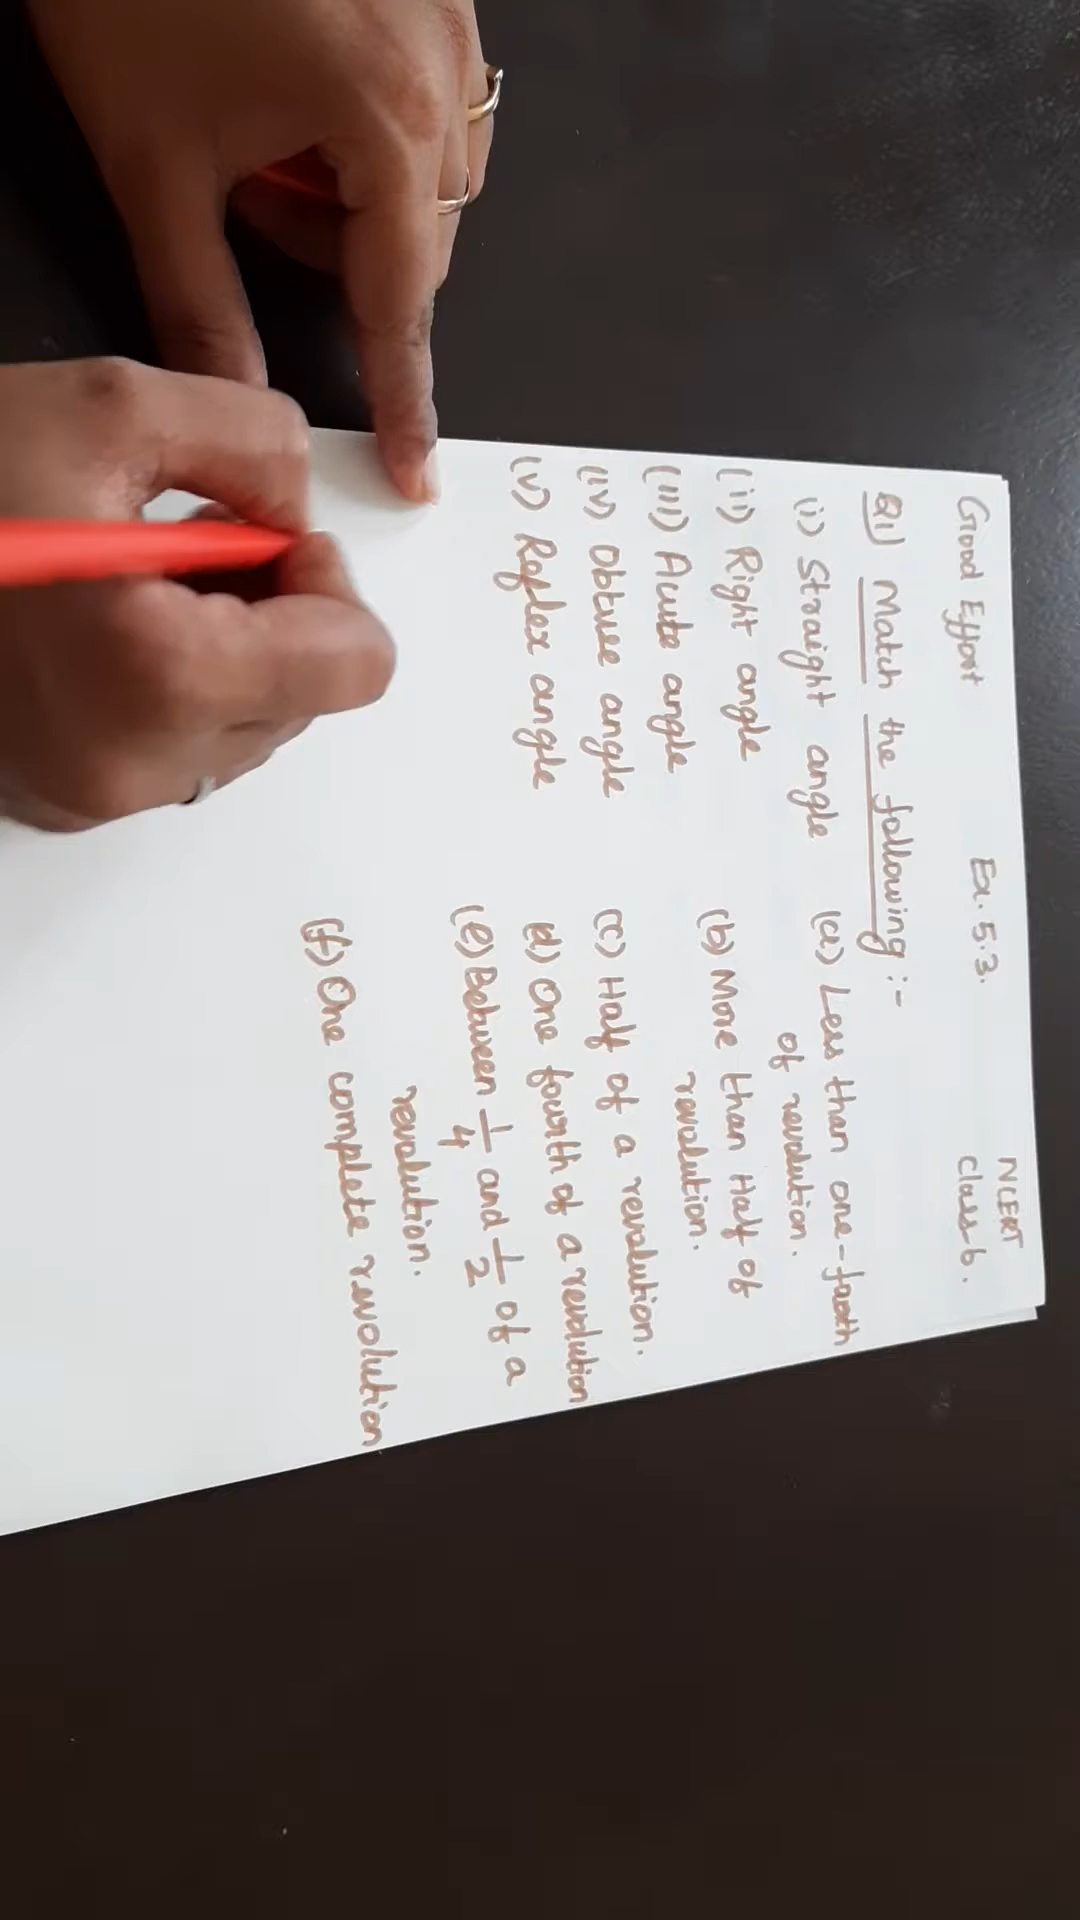 Good Effort Ex. 5.3. NCERT
Class-6.
Q1) Match the following :-
(i) Straight angle (a) Less than one-forth
of revolution.
(ii) Right angle (b) More than Half of
revolution.
(iii) Acute angle (c) Half of a revolution.
(iv) Obtuse angle (d) One fourth of a revolution
(v) Reflex angle (e) Between 1/4 and 1/2 of a
revolution.
(f) One complete revolution